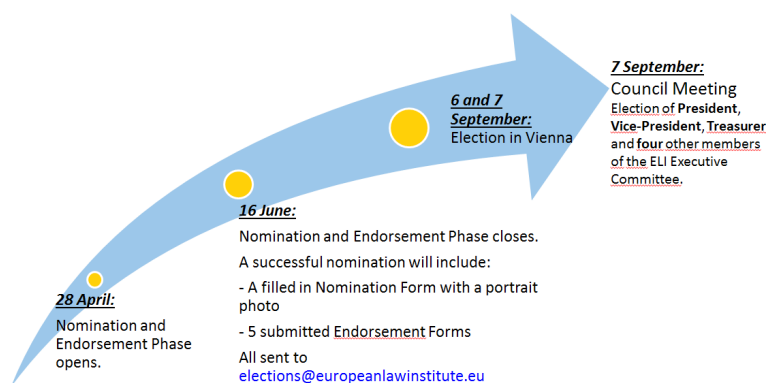 28 April:
Nomination and
Endorsement Phase
opens.
16 June:
Nomination and Endorsement Phase closes.
A successful nomination will include:
- A filled in Nomination Form with a portrait
photo
- 5 submitted Endorsement Forms
All sent to
elections@europeanlawinstitute.eu
6 and 7
September:
Election in Vienna
7 September:
Council Meeting
Election of President,
Vice-President, Treasurer
and four other members
of the ELI Executive
Committee.